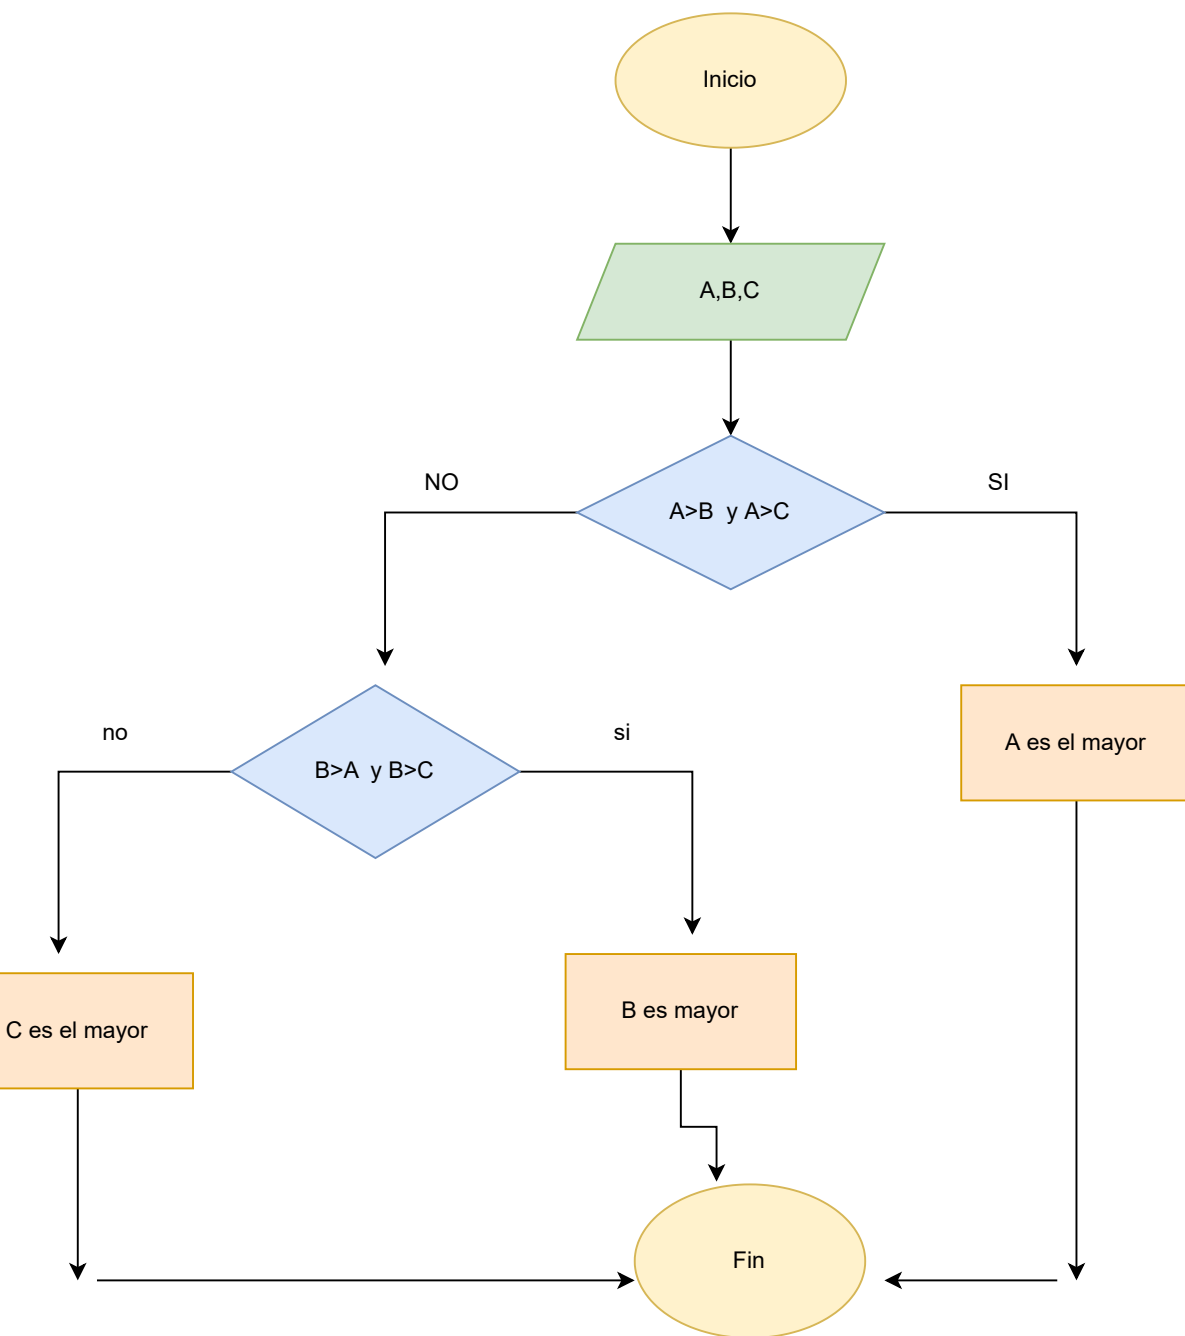 Inicio
A,B,C
NO
SI
A>B  y A>C
no
si
B>A  y B>C
A es el mayor
C es el mayor
B es mayor
Fin